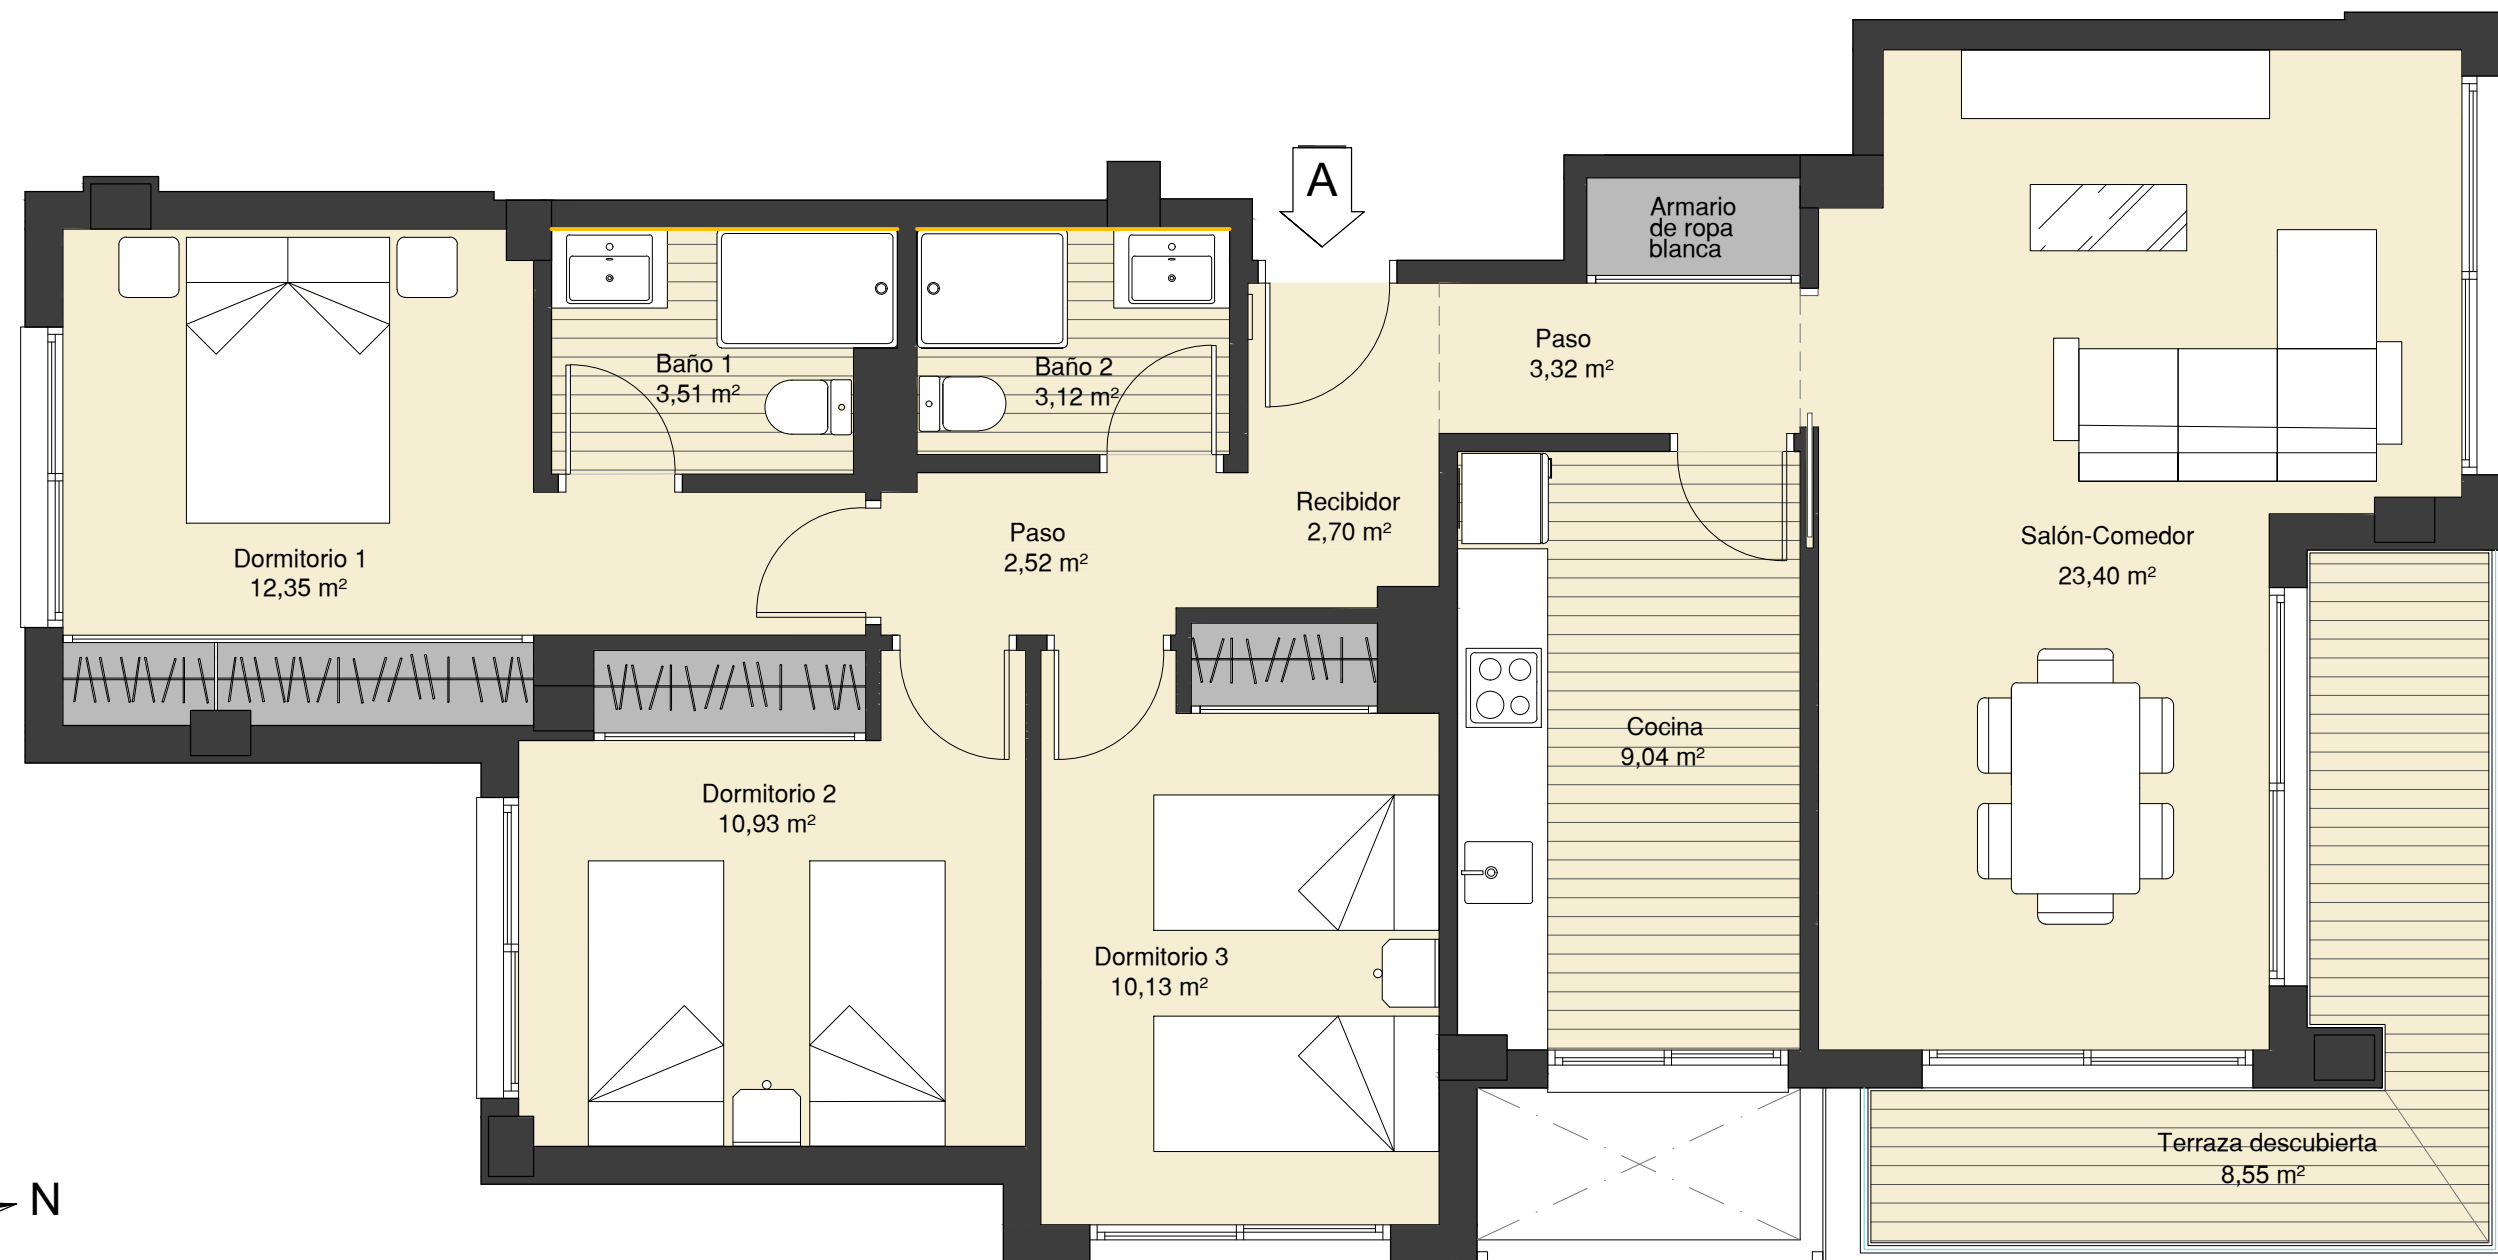 A
Armario
de ropa
blanca
Baño 1
3,51 m²
Baño 2
3,12 m²
Paso
3,32 m²
Recibidor
2,70 m²
Paso
2,52 m²
Dormitorio 1
12,35 m²
Salón-Comedor
23,40 m²
Cocina
9,04 m²
Dormitorio 2
10,93 m²
Dormitorio 3
10,13 m²
Terraza descubierta
8,55 m²
N